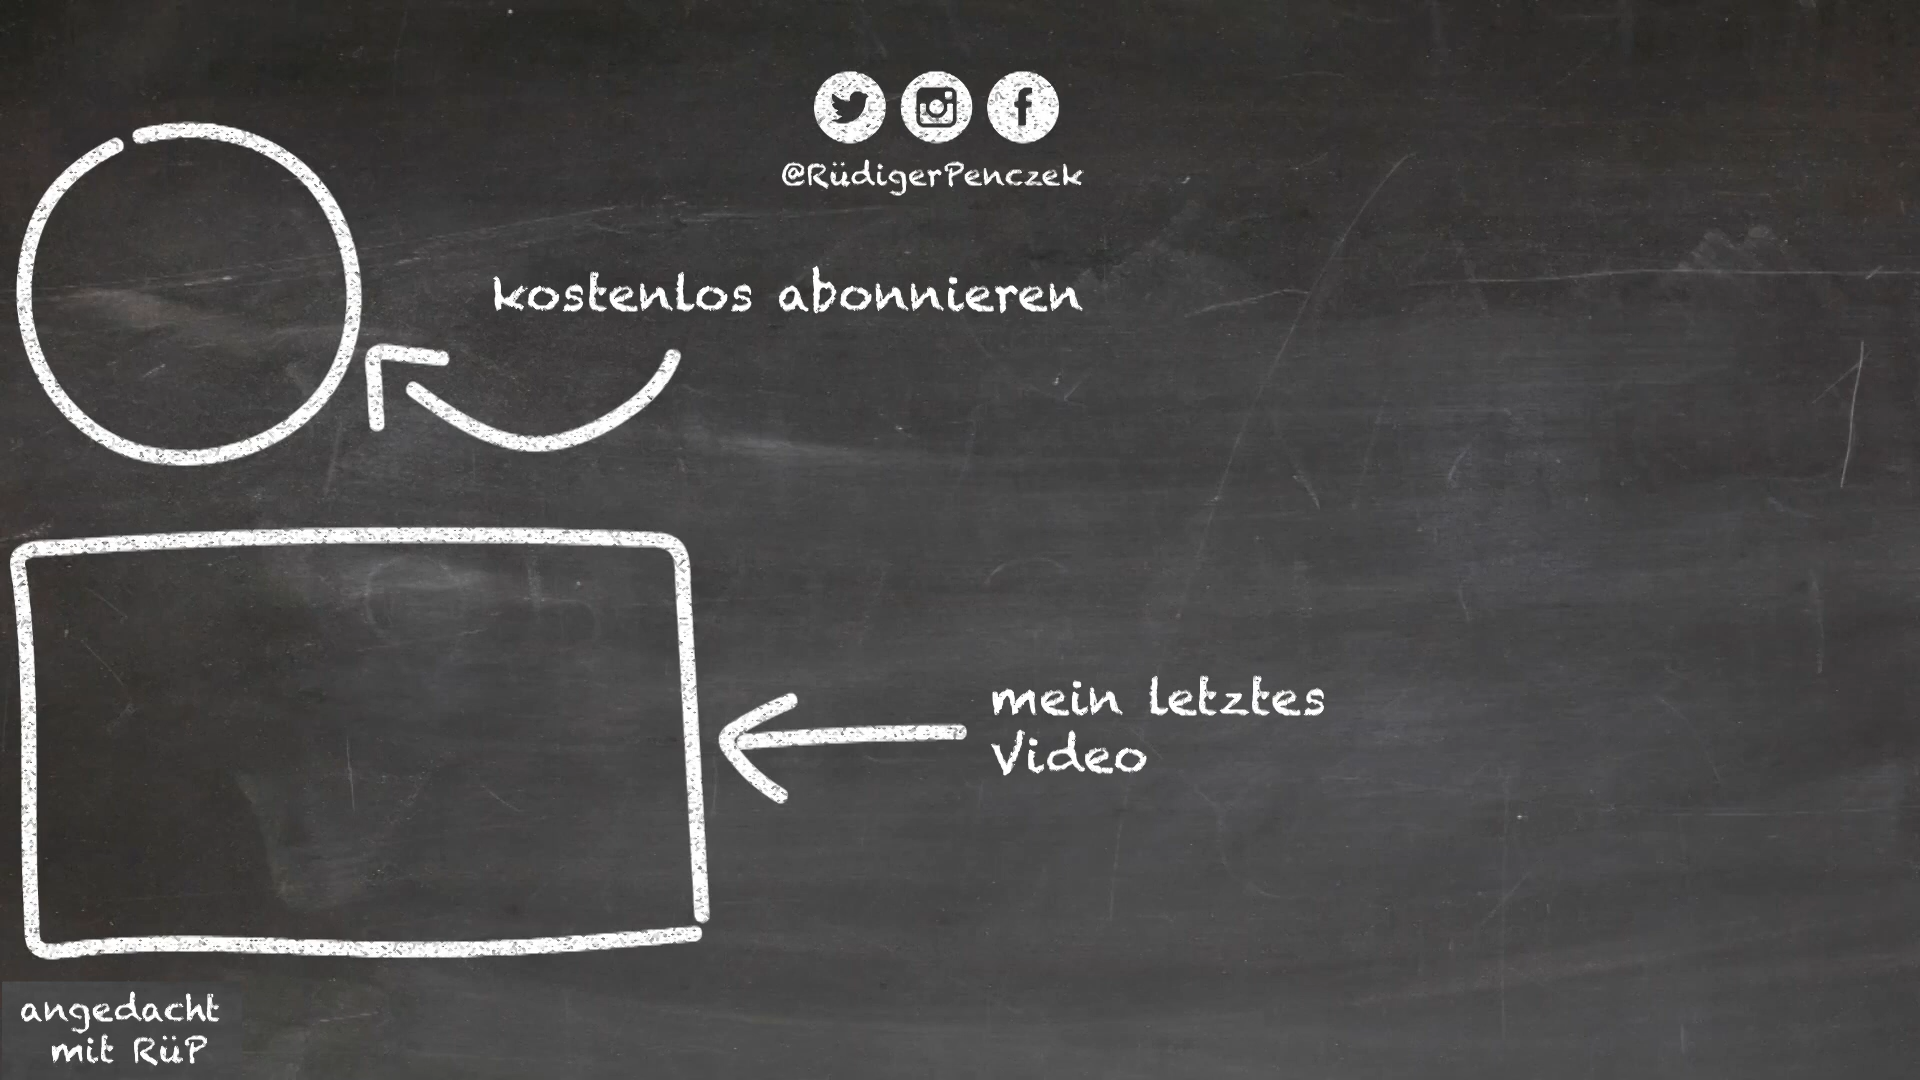 @RüdigerPenczek
kostenlos abonnieren
mein letztes
Video
angedacht
mit RüP